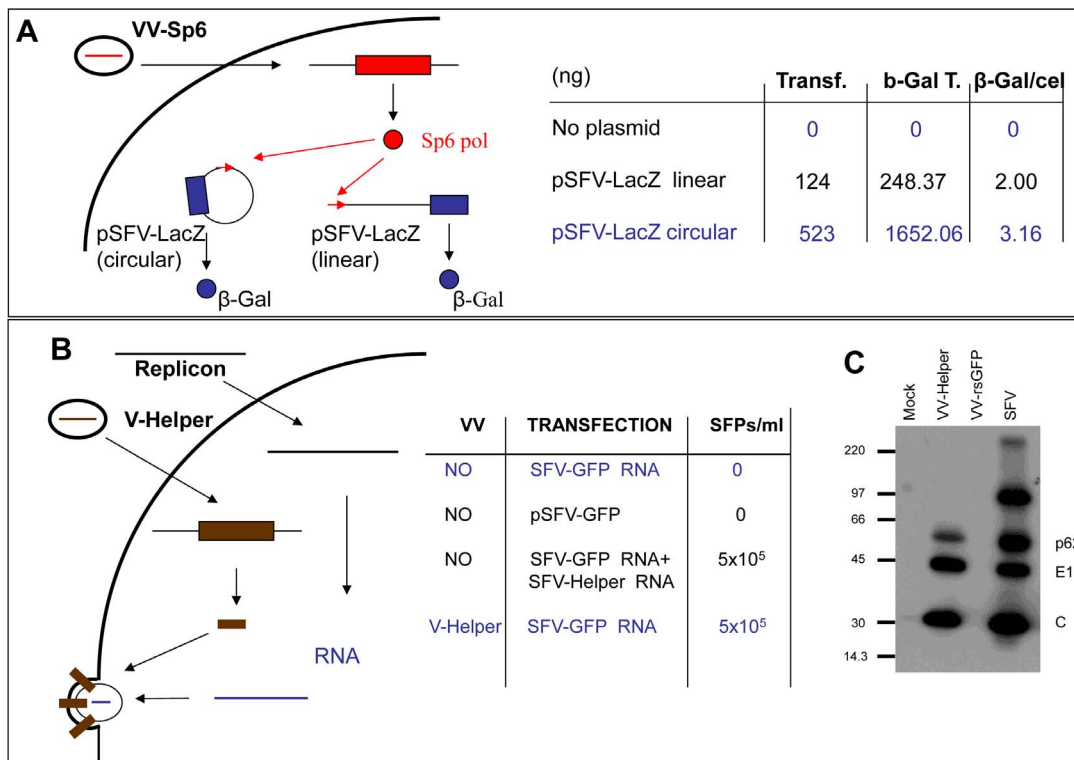 A
VV-Sp6
Sp6 pol
pSFV-LacZ
(circular)
pSFV-LacZ
(linear)
β-Gal
β-Gal
(ng) Transf. b-Gal T. β-Gal/cel
No plasmid 0 0 0
pSFV-LacZ linear 124 248.37 2.00
pSFV-LacZ circular 523 1652.06 3.16
B
Replicon
V-Helper
RNA
VV TRANSFECTION SFPs/ml
NO SFV-GFP RNA 0
NO pSFV-GFP 0
NO SFV-GFP RNA+ 5x10⁵
SFV-Helper RNA
V-Helper SFV-GFP RNA 5x10⁵
C
Mock
VV-Helper
VV-rsGFP
SFV
220
97
66
45
30
14.3
p62
E1
C